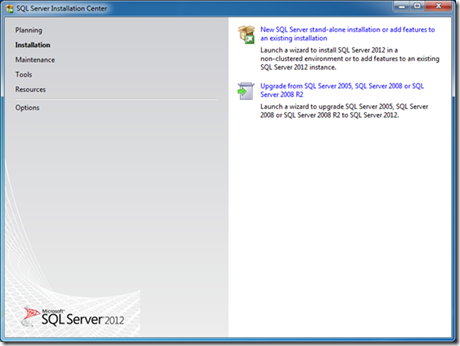 SQL Server Installation Center
Planning
Installation
Maintenance
Tools
Resources
Options
New SQL Server stand-alone installation or add features to
an existing installation
Launch a wizard to install SQL Server 2012 in a
non-clustered environment or to add features to an existing
SQL Server 2012 instance.
Upgrade from SQL Server 2005, SQL Server 2008 or SQL
Server 2008 R2
Launch a wizard to upgrade SQL Server 2005, SQL Server
2008 or SQL Server 2008 R2 to SQL Server 2012.
Microsoft
SQL Server 2012